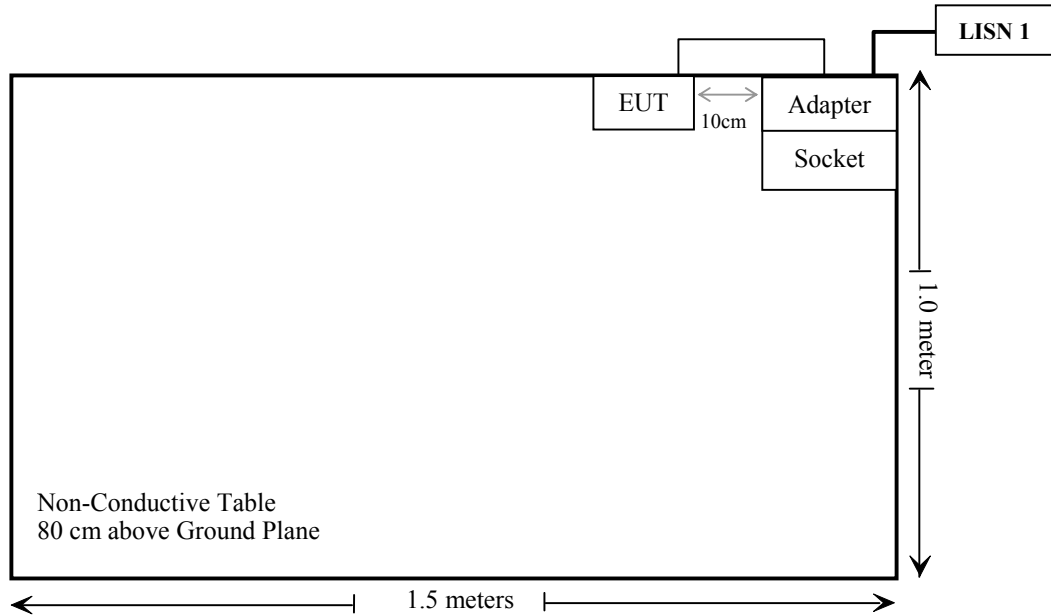 LISN 1
EUT
10cm
Adapter
Socket
1.0 meter
Non-Conductive Table
80 cm above Ground Plane
1.5 meters